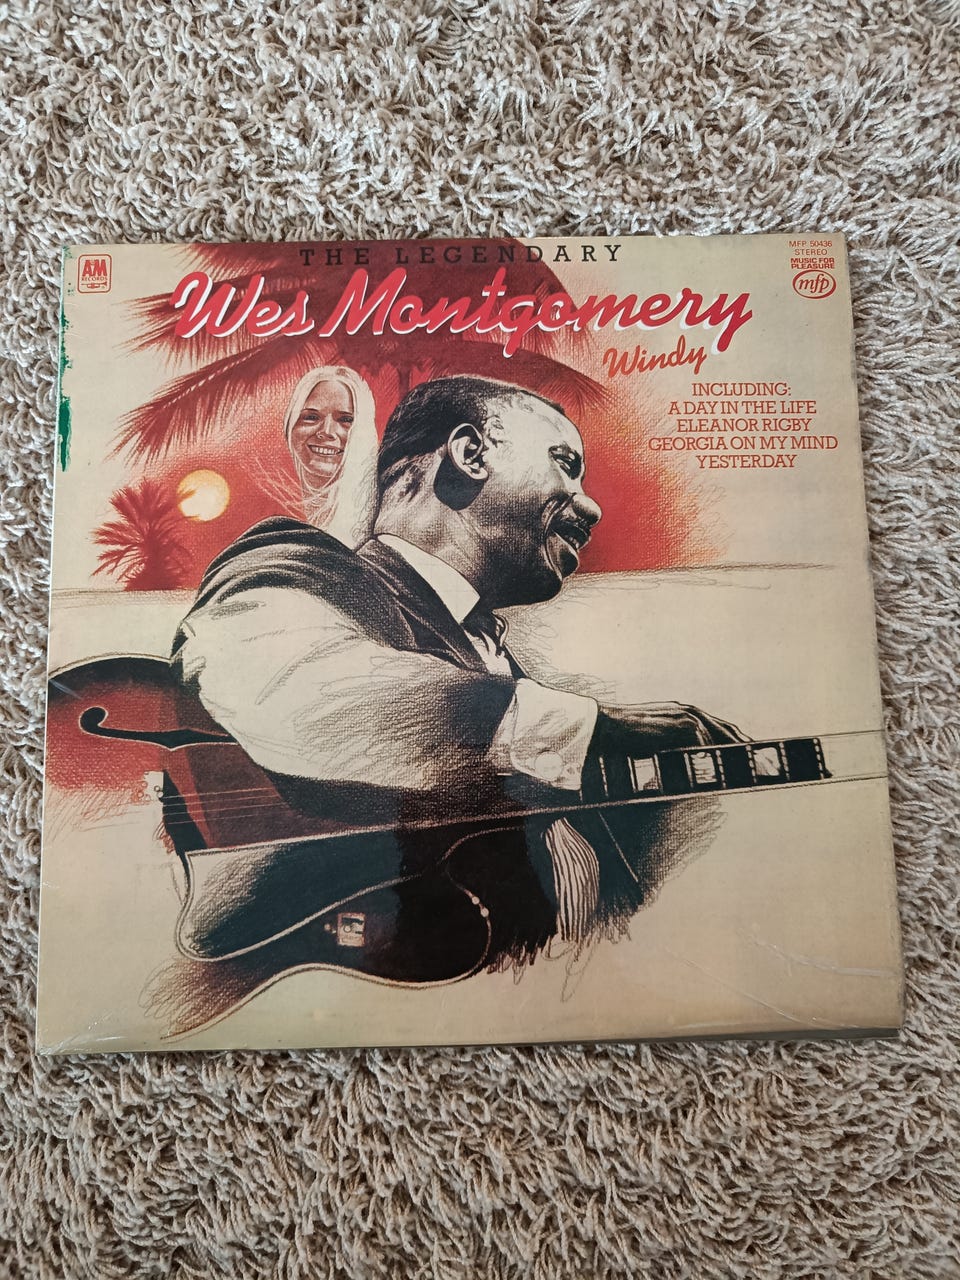 THE LEGENDARY
A&M
RECORDS
Wes Montgomery
Windy
MFP 50436
STEREO
MUSIC FOR
PLEASURE
mfp
INCLUDING:
A DAY IN THE LIFE
ELEANOR RIGBY
GEORGIA ON MY MIND
YESTERDAY